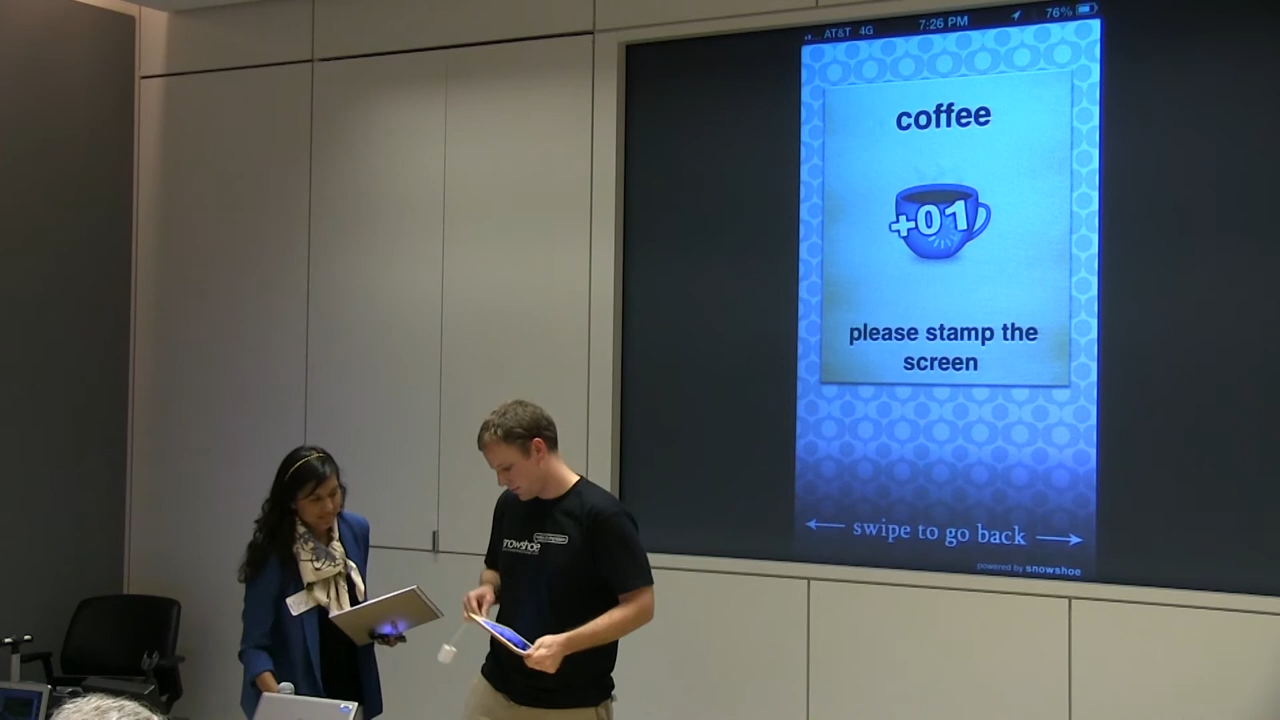 AT&T 4G 7:26 PM 76%
coffee
+01
please stamp the
screen
swipe to go back
powered by snowshoe
snowshoe